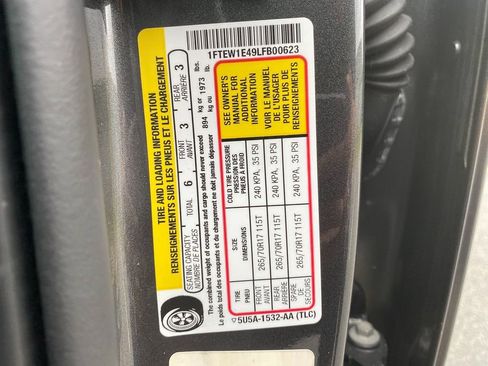 TIRE AND LOADING INFORMATION
RENSEIGNEMENTS SUR LES PNEUS ET LE CHARGEMENT
SEATING CAPACITY TOTAL 6 FRONT 3 REAR 3
NOMBRE DE PLACES AVANT ARRIÈRE
The combined weight of occupants and cargo should never exceed 894 kg or 1973 lbs.
Le poids total des occupants et du chargement ne doit jamais dépasser kg ou lb.
TIRE SIZE COLD TIRE PRESSURE
PNEU DIMENSIONS PRESSION DES PNEUS À FROID
FRONT 265/70R17 115T 240 KPA, 35 PSI
AVANT
REAR 265/70R17 115T 240 KPA, 35 PSI
ARRIÈRE
SPARE 265/70R17 115T 240 KPA, 35 PSI
DE SECOURS
SEE OWNER'S
MANUAL FOR
ADDITIONAL
INFORMATION
VOIR LE MANUEL
DE L'USAGER
POUR PLUS DE
RENSEIGNEMENTS
5U5A-1532-AA (TLC)
1FTEW1E49LFB00623